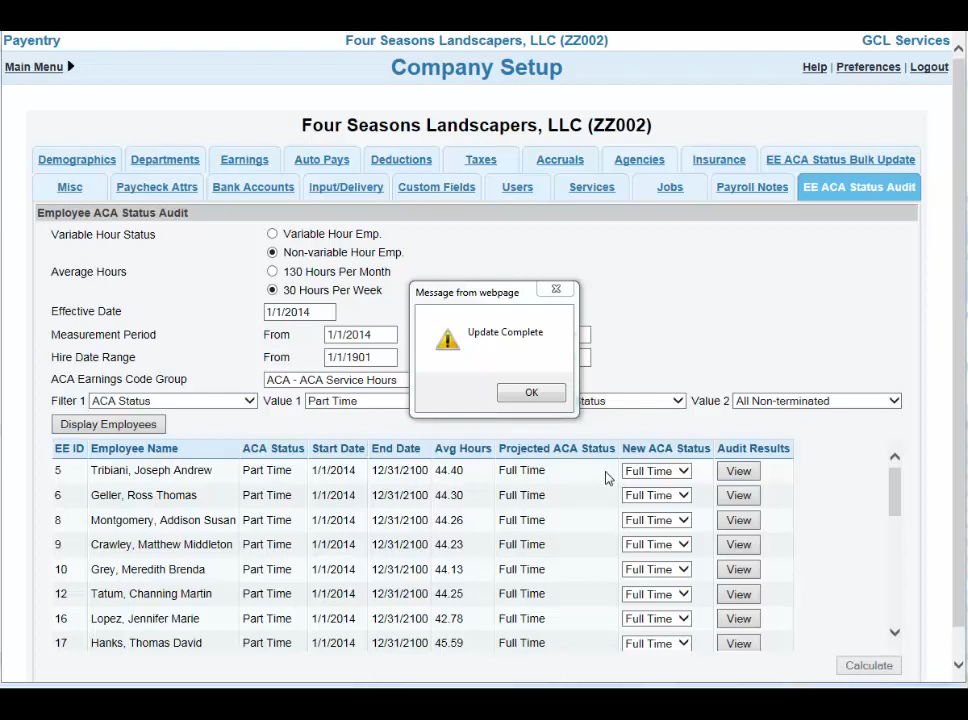 Payentry Four Seasons Landscapers, LLC (ZZ002) GCL Services
Main Menu Company Setup Help | Preferences | Logout
Four Seasons Landscapers, LLC (ZZ002)
Demographics Departments Earnings Auto Pays Deductions Taxes Accruals Agencies Insurance EE ACA Status Bulk Update
Misc Paycheck Attrs Bank Accounts Input/Delivery Custom Fields Users Services Jobs Payroll Notes EE ACA Status Audit
Employee ACA Status Audit
Variable Hour Status Variable Hour Emp.
Non-variable Hour Emp.
Average Hours 130 Hours Per Month
30 Hours Per Week
Message from webpage
Update Complete
OK
Effective Date 1/1/2014
Measurement Period From 1/1/2014
Hire Date Range From 1/1/1901
ACA Earnings Code Group ACA - ACA Service Hours
Filter 1 ACA Status Value 1 Part Time Value 2 All Non-terminated
Display Employees
EE ID Employee Name ACA Status Start Date End Date Avg Hours Projected ACA Status New ACA Status Audit Results
5 Tribiani, Joseph Andrew Part Time 1/1/2014 12/31/2100 44.40 Full Time Full Time View
6 Geller, Ross Thomas Part Time 1/1/2014 12/31/2100 44.30 Full Time Full Time View
8 Montgomery, Addison Susan Part Time 1/1/2014 12/31/2100 44.26 Full Time Full Time View
9 Crawley, Matthew Middleton Part Time 1/1/2014 12/31/2100 44.23 Full Time Full Time View
10 Grey, Meredith Brenda Part Time 1/1/2014 12/31/2100 44.13 Full Time Full Time View
12 Tatum, Channing Martin Part Time 1/1/2014 12/31/2100 44.25 Full Time Full Time View
16 Lopez, Jennifer Marie Part Time 1/1/2014 12/31/2100 42.78 Full Time Full Time View
17 Hanks, Thomas David Part Time 1/1/2014 12/31/2100 45.59 Full Time Full Time View
Calculate